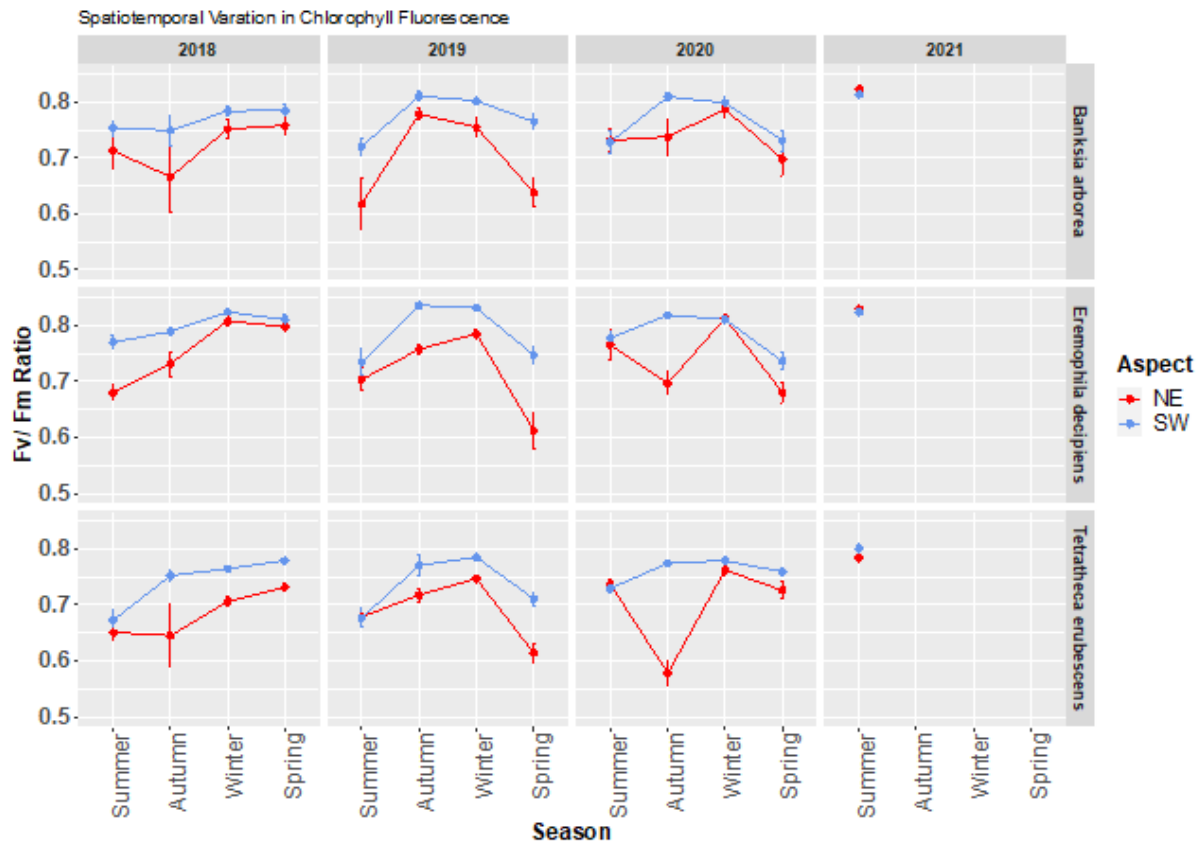 Spatiotemporal Varation in Chlorophyll Fluorescence
2018 2019 2020 2021
0.8
0.7
0.6
0.5
Banksia arborea
0.8
0.7
0.6
0.5
Eremophila decipiens
0.8
0.7
0.6
0.5
Tetratheca erubescens
Fv/ Fm Ratio
Summer Autumn Winter Spring Summer Autumn Winter Spring Summer Autumn Winter Spring Summer Autumn Winter Spring
Season
Aspect
NE
SW